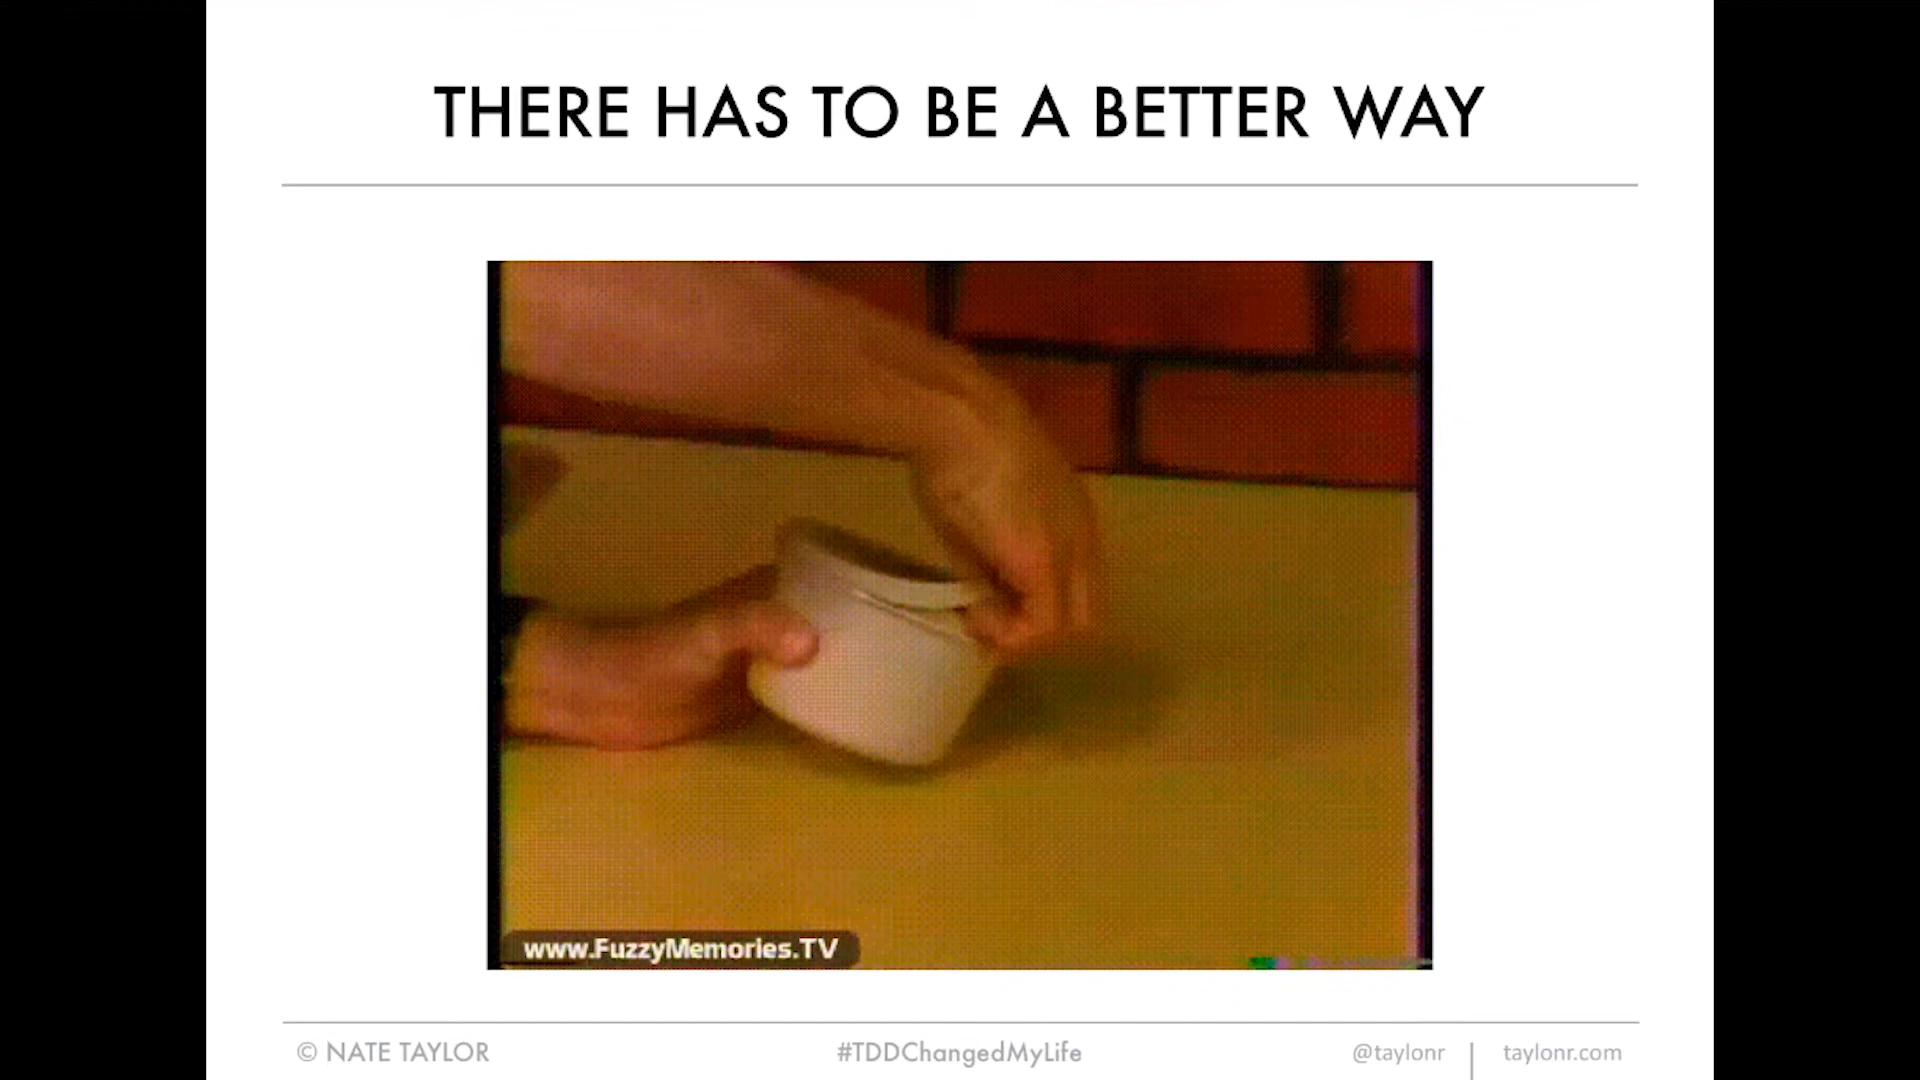 THERE HAS TO BE A BETTER WAY
www.FuzzyMemories.TV
© NATE TAYLOR
#TDDChangedMyLife
@taylonr | taylonr.com